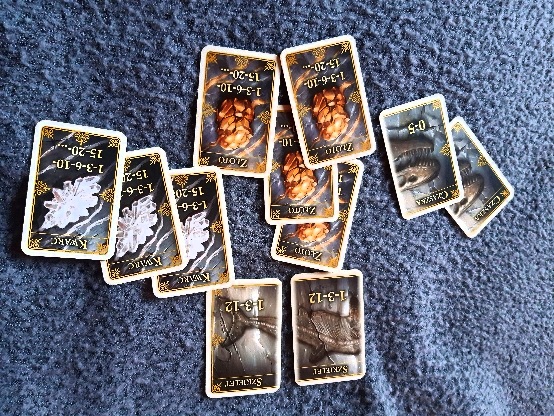 ZŁOTO
1-3-6-10-
15-20-...
ZŁOTO
1-3-6-10-
15-20-...
ZŁOTO
10-
ZŁOTO
CZASZKA
0-5
CZASZKA
KWARC
1-3-6-10-
15-20-...
KWARC
1-3-6
15-20
KWARC
1-3-6
15-20
SZKIELET
1-3-12
SZKIELET
1-3-12